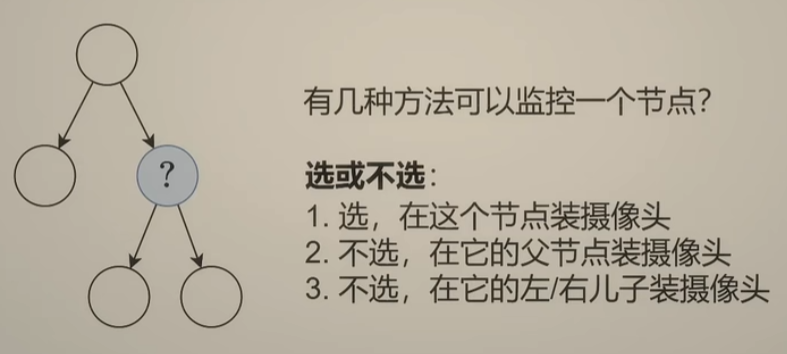 ?
有几种方法可以监控一个节点?
选或不选:
1. 选，在这个节点装摄像头
2. 不选，在它的父节点装摄像头
3. 不选，在它的左/右儿子装摄像头